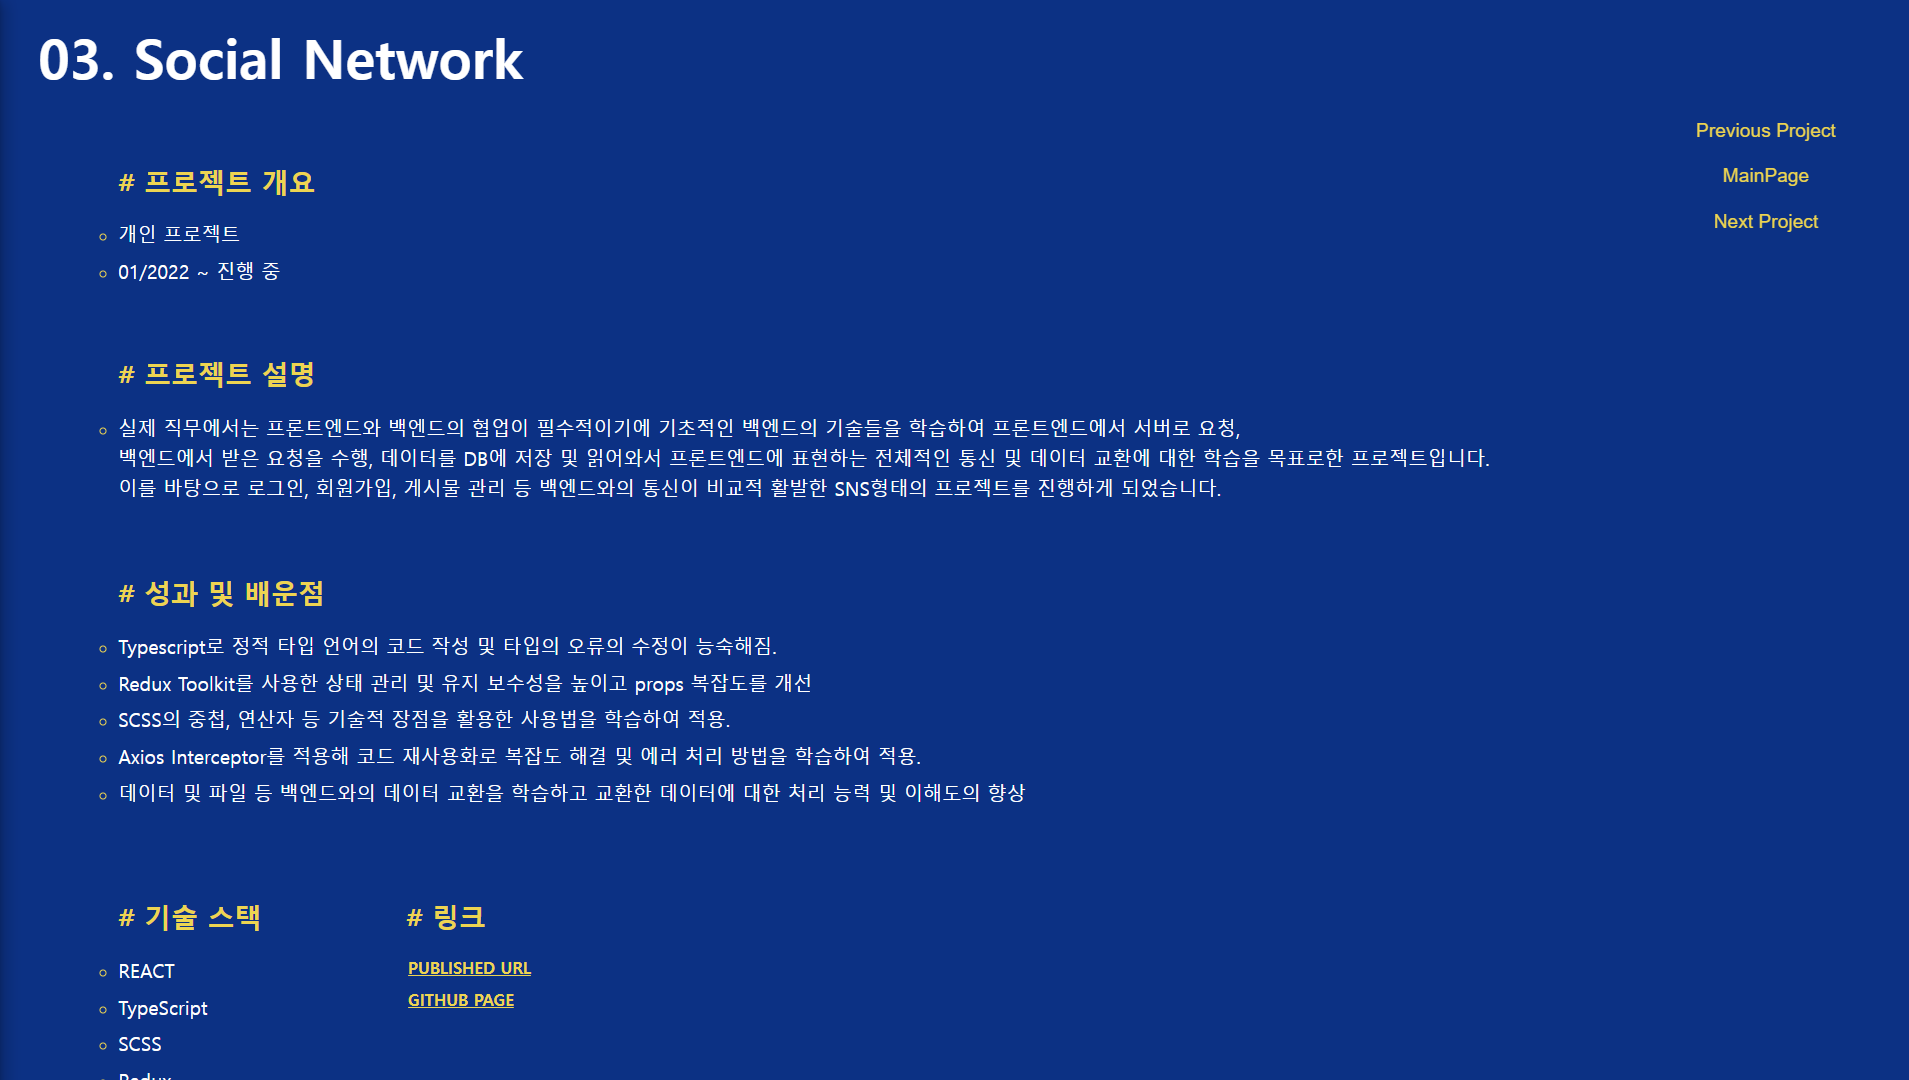 03. Social Network
Previous Project
MainPage
Next Project
# 프로젝트 개요
개인 프로젝트
01/2022 ~ 진행 중
# 프로젝트 설명
실제 직무에서는 프론트엔드와 백엔드의 협업이 필수적이기에 기초적인 백엔드의 기술들을 학습하여 프론트엔드에서 서버로 요청,
백엔드에서 받은 요청을 수행, 데이터를 DB에 저장 및 읽어와서 프론트엔드에 표현하는 전체적인 통신 및 데이터 교환에 대한 학습을 목표로한 프로젝트입니다.
이를 바탕으로 로그인, 회원가입, 게시물 관리 등 백엔드와의 통신이 비교적 활발한 SNS형태의 프로젝트를 진행하게 되었습니다.
# 성과 및 배운점
Typescript로 정적 타입 언어의 코드 작성 및 타입의 오류의 수정이 능숙해짐.
Redux Toolkit를 사용한 상태 관리 및 유지 보수성을 높이고 props 복잡도를 개선
SCSS의 중첩, 연산자 등 기술적 장점을 활용한 사용법을 학습하여 적용.
Axios Interceptor를 적용해 코드 재사용화로 복잡도 해결 및 에러 처리 방법을 학습하여 적용.
데이터 및 파일 등 백엔드와의 데이터 교환을 학습하고 교환한 데이터에 대한 처리 능력 및 이해도의 향상
# 기술 스택
REACT
TypeScript
SCSS
Redux
# 링크
PUBLISHED URL
GITHUB PAGE